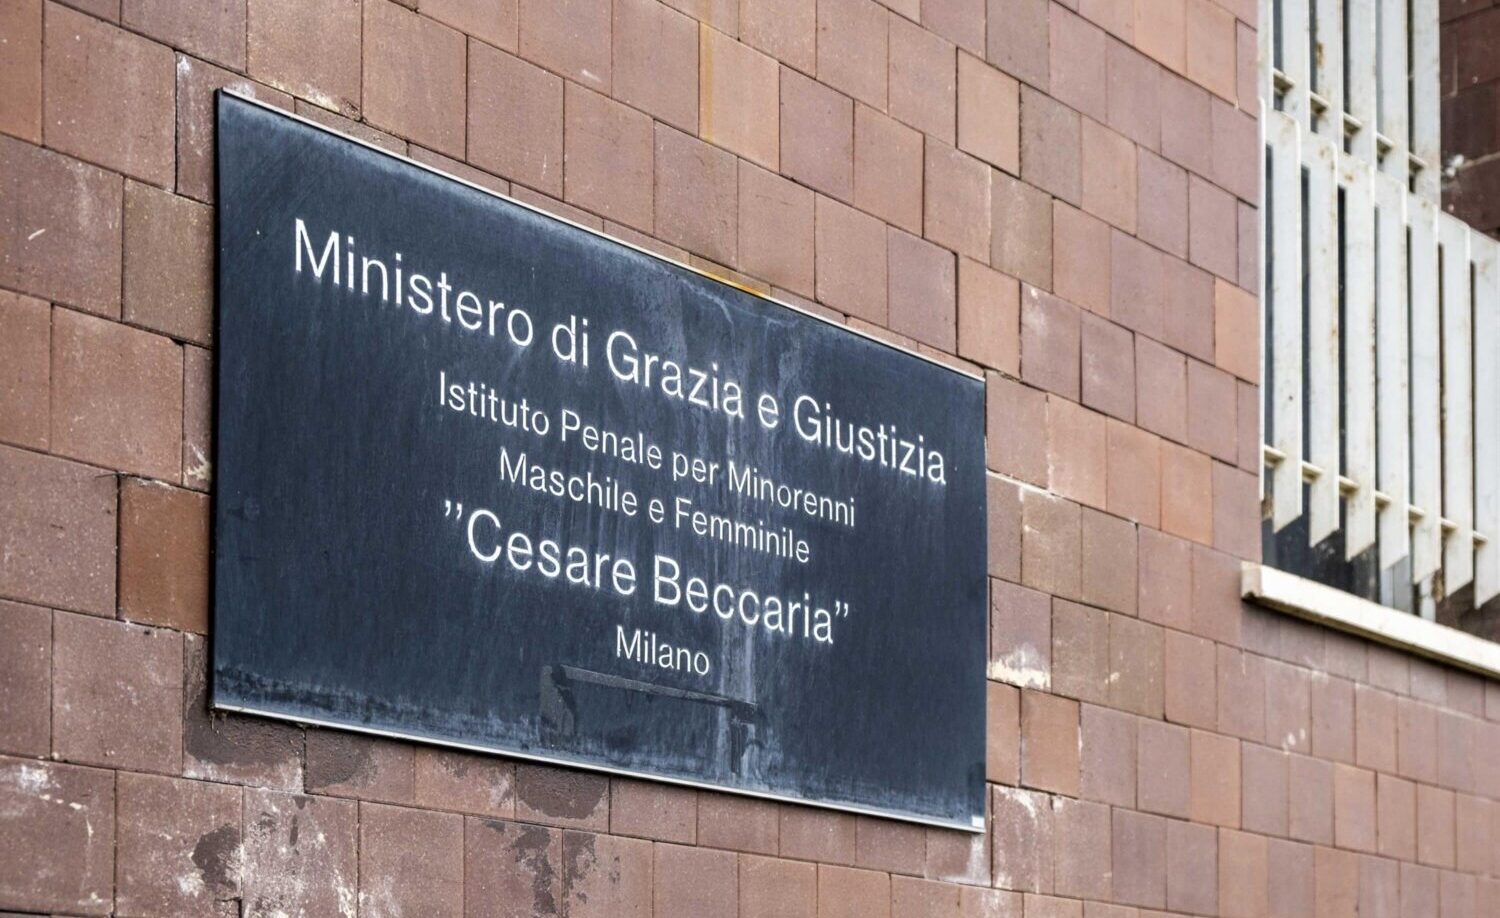 Ministero di Grazia e Giustizia
Istituto Penale per Minorenni
Maschile e Femminile
”Cesare Beccaria”
Milano